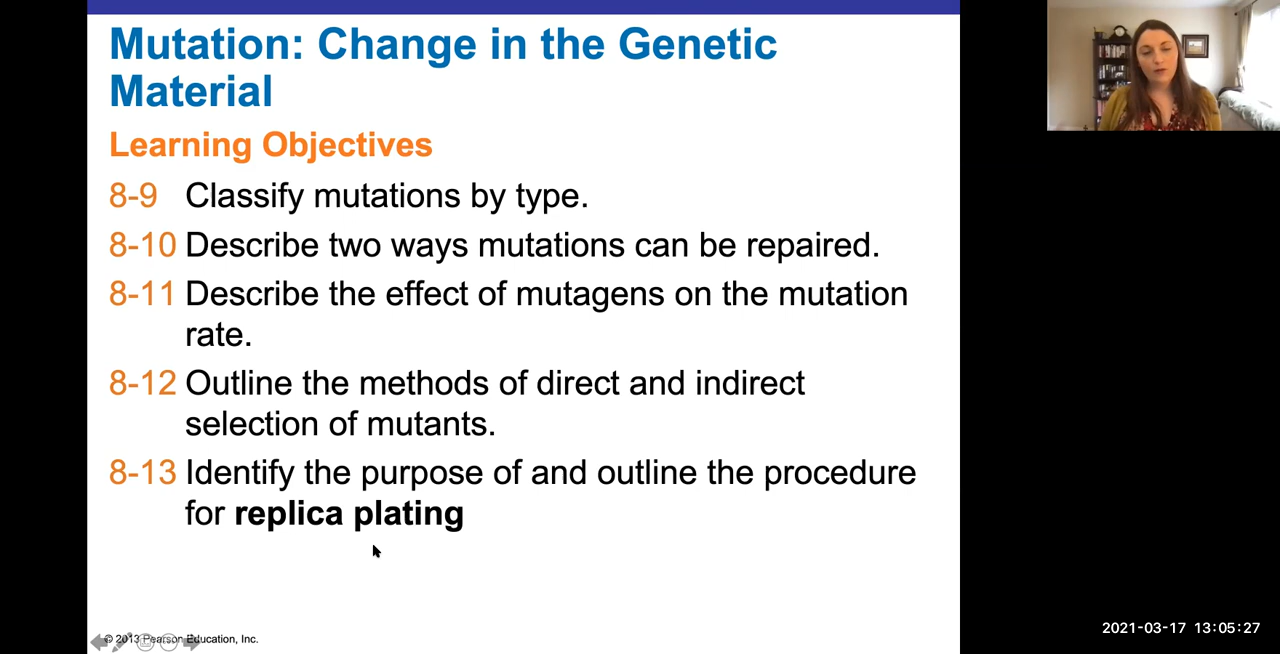 Mutation: Change in the Genetic
Material
Learning Objectives
8-9 Classify mutations by type.
8-10 Describe two ways mutations can be repaired.
8-11 Describe the effect of mutagens on the mutation
rate.
8-12 Outline the methods of direct and indirect
selection of mutants.
8-13 Identify the purpose of and outline the procedure
for replica plating
© 2013 Pearson Education, Inc.
2021-03-17 13:05:27